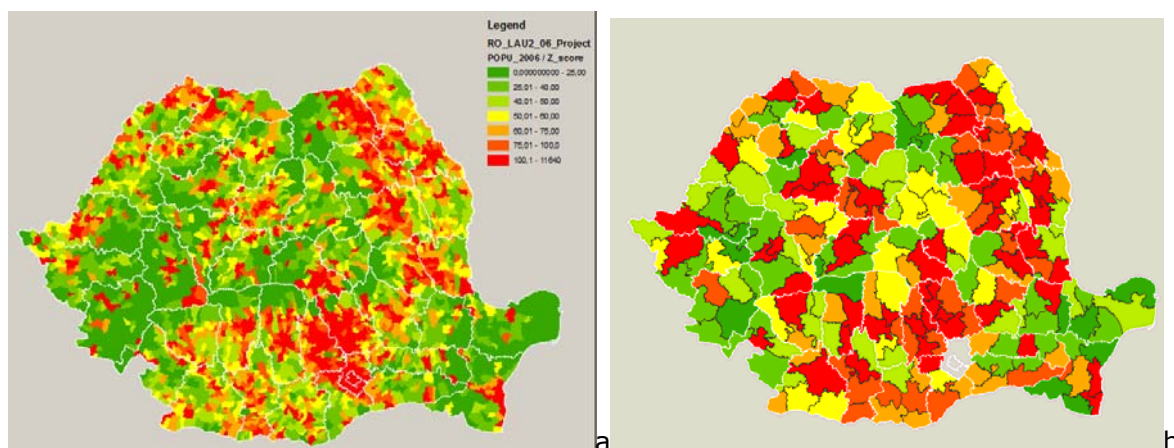 Legend
RO_LAU2_06_Project
POPU_2006 / Z_score
0,000000000 - 25,00
25,01 - 40,00
40,01 - 50,00
50,01 - 60,00
60,01 - 75,00
75,01 - 100,0
100,1 - 11640
a
b